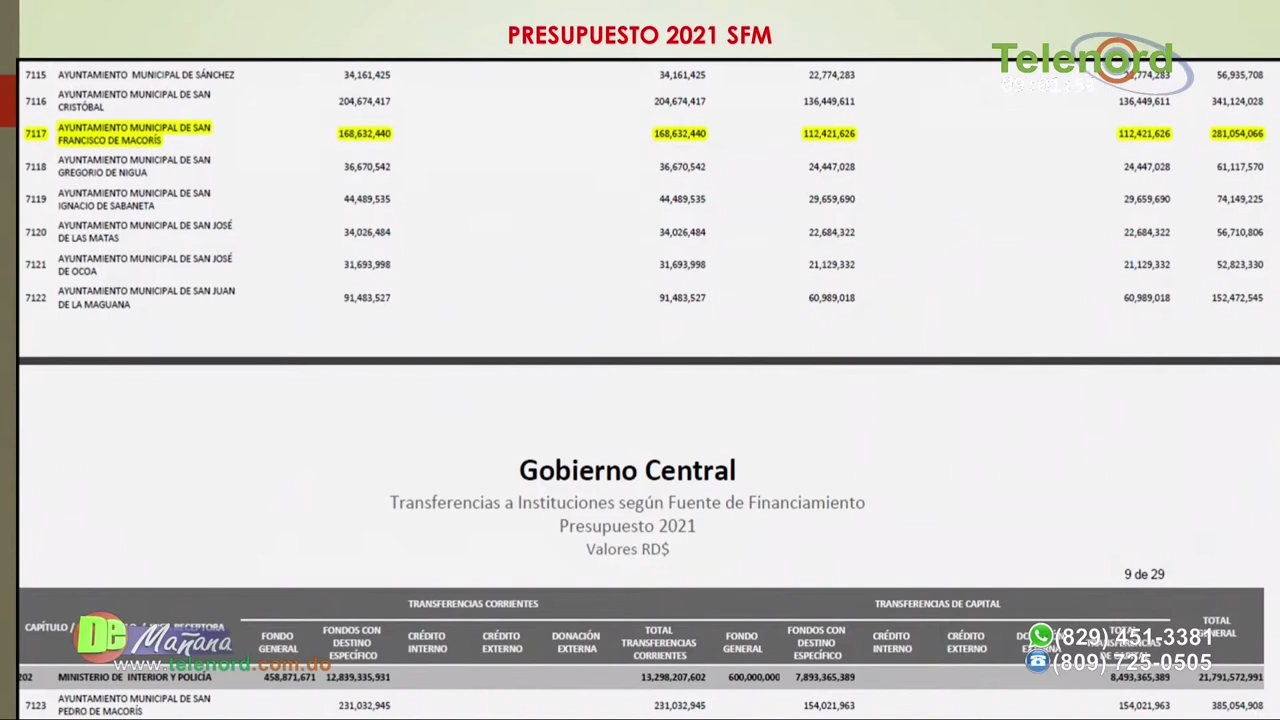 PRESUPUESTO 2021 SFM
Telenord
7115 AYUNTAMIENTO MUNICIPAL DE SÁNCHEZ 34,161,425 34,161,425 22,774,283 22,774,283 56,935,708
7116 AYUNTAMIENTO MUNICIPAL DE SAN
CRISTÓBAL 204,674,417 204,674,417 136,449,611 136,449,611 341,124,028
7117 AYUNTAMIENTO MUNICIPAL DE SAN
FRANCISCO DE MACORÍS 168,632,440 168,632,440 112,421,626 112,421,626 281,054,066
7118 AYUNTAMIENTO MUNICIPAL DE SAN
GREGORIO DE NIGUA 36,670,542 36,670,542 24,447,028 24,447,028 61,117,570
7119 AYUNTAMIENTO MUNICIPAL DE SAN
IGNACIO DE SABANETA 44,489,535 44,489,535 29,659,690 29,659,690 74,149,225
7120 AYUNTAMIENTO MUNICIPAL DE SAN JOSÉ
DE LAS MATAS 34,026,484 34,026,484 22,684,322 22,684,322 56,710,806
7121 AYUNTAMIENTO MUNICIPAL DE SAN JOSÉ
DE OCOA 31,693,998 31,693,998 21,129,332 21,129,332 52,823,330
7122 AYUNTAMIENTO MUNICIPAL DE SAN JUAN
DE LA MAGUANA 91,483,527 91,483,527 60,989,018 60,989,018 152,472,545
Gobierno Central
Transferencias a Instituciones según Fuente de Financiamiento
Presupuesto 2021
Valores RD$
9 de 29
TRANSFERENCIAS CORRIENTES TRANSFERENCIAS DE CAPITAL
CAPÍTULO / RECEPTORA
FONDO GENERAL
FONDOS CON DESTINO ESPECÍFICO
CRÉDITO INTERNO
CRÉDITO EXTERNO
DONACIÓN EXTERNA
TOTAL TRANSFERENCIAS CORRIENTES
FONDO GENERAL
FONDOS CON DESTINO ESPECÍFICO
CRÉDITO INTERNO
CRÉDITO EXTERNO
TOTAL
TOTAL GENERAL
De Mañana
www.telenord.com.do
(829) 451-3381
(809) 725-0505
202 MINISTERIO DE INTERIOR Y POLICÍA 458,871,671 12,839,335,931 13,298,207,602 600,000,000 7,893,365,389 8,493,365,389 21,791,572,991
7123 AYUNTAMIENTO MUNICIPAL DE SAN
PEDRO DE MACORÍS 231,032,945 231,032,945 154,021,963 154,021,963 385,054,908